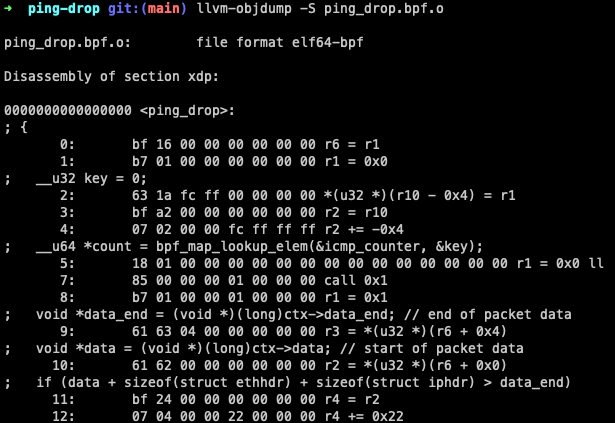 ➜  ping-drop git:(main) llvm-objdump -S ping_drop.bpf.o

ping_drop.bpf.o:        file format elf64-bpf

Disassembly of section xdp:

0000000000000000 <ping_drop>:
; {
       0:       bf 16 00 00 00 00 00 00 r6 = r1
       1:       b7 01 00 00 00 00 00 00 r1 = 0x0
;   __u32 key = 0;
       2:       63 1a fc ff 00 00 00 00 *(u32 *)(r10 - 0x4) = r1
       3:       bf a2 00 00 00 00 00 00 r2 = r10
       4:       07 02 00 00 fc ff ff ff r2 += -0x4
;   __u64 *count = bpf_map_lookup_elem(&icmp_counter, &key);
       5:       18 01 00 00 00 00 00 00 00 00 00 00 00 00 00 00 r1 = 0x0 ll
       7:       85 00 00 00 01 00 00 00 call 0x1
       8:       b7 01 00 00 01 00 00 00 r1 = 0x1
;   void *data_end = (void *)(long)ctx->data_end; // end of packet data
       9:       61 63 04 00 00 00 00 00 r3 = *(u32 *)(r6 + 0x4)
;   void *data = (void *)(long)ctx->data; // start of packet data
      10:       61 62 00 00 00 00 00 00 r2 = *(u32 *)(r6 + 0x0)
;   if (data + sizeof(struct ethhdr) + sizeof(struct iphdr) > data_end)
      11:       bf 24 00 00 00 00 00 00 r4 = r2
      12:       07 04 00 00 22 00 00 00 r4 += 0x22